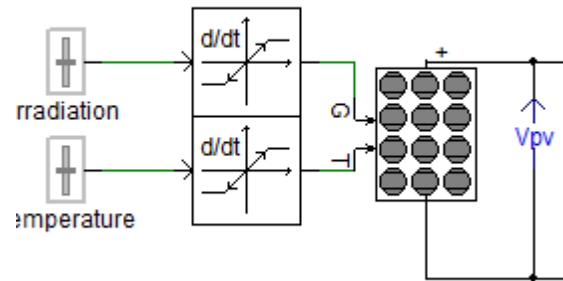 d/dt
+
rradiation
G
Vpv
d/dt
T
emperature